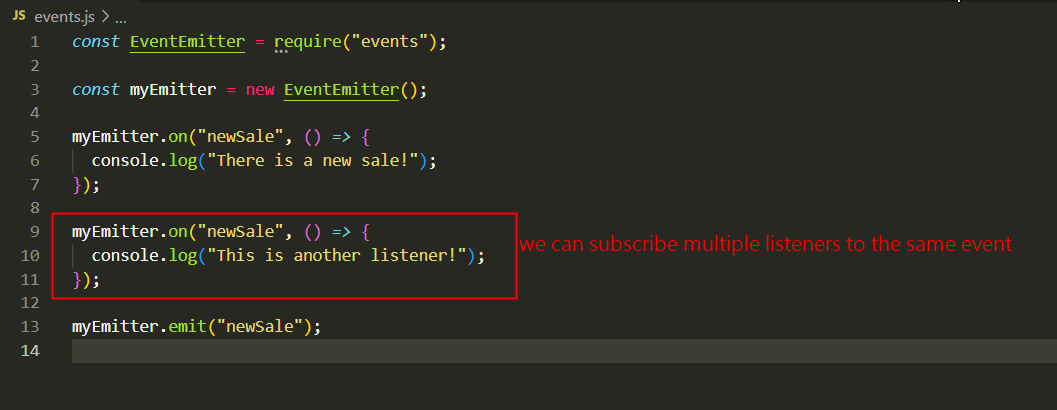 JS events.js > ...
1 const EventEmitter = require("events");
2
3 const myEmitter = new EventEmitter();
4
5 myEmitter.on("newSale", () => {
6   console.log("There is a new sale!");
7 });
8
9 myEmitter.on("newSale", () => {
we can subscribe multiple listeners to the same event
10   console.log("This is another listener!");
11 });
12
13 myEmitter.emit("newSale");
14